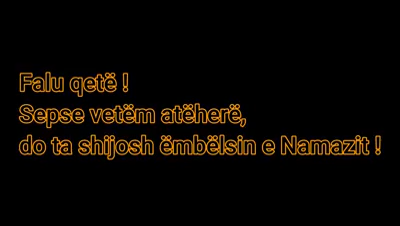 Falu qetë !
Sepse vetëm atëherë,
do ta shijosh ëmbëlsin e Namazit !